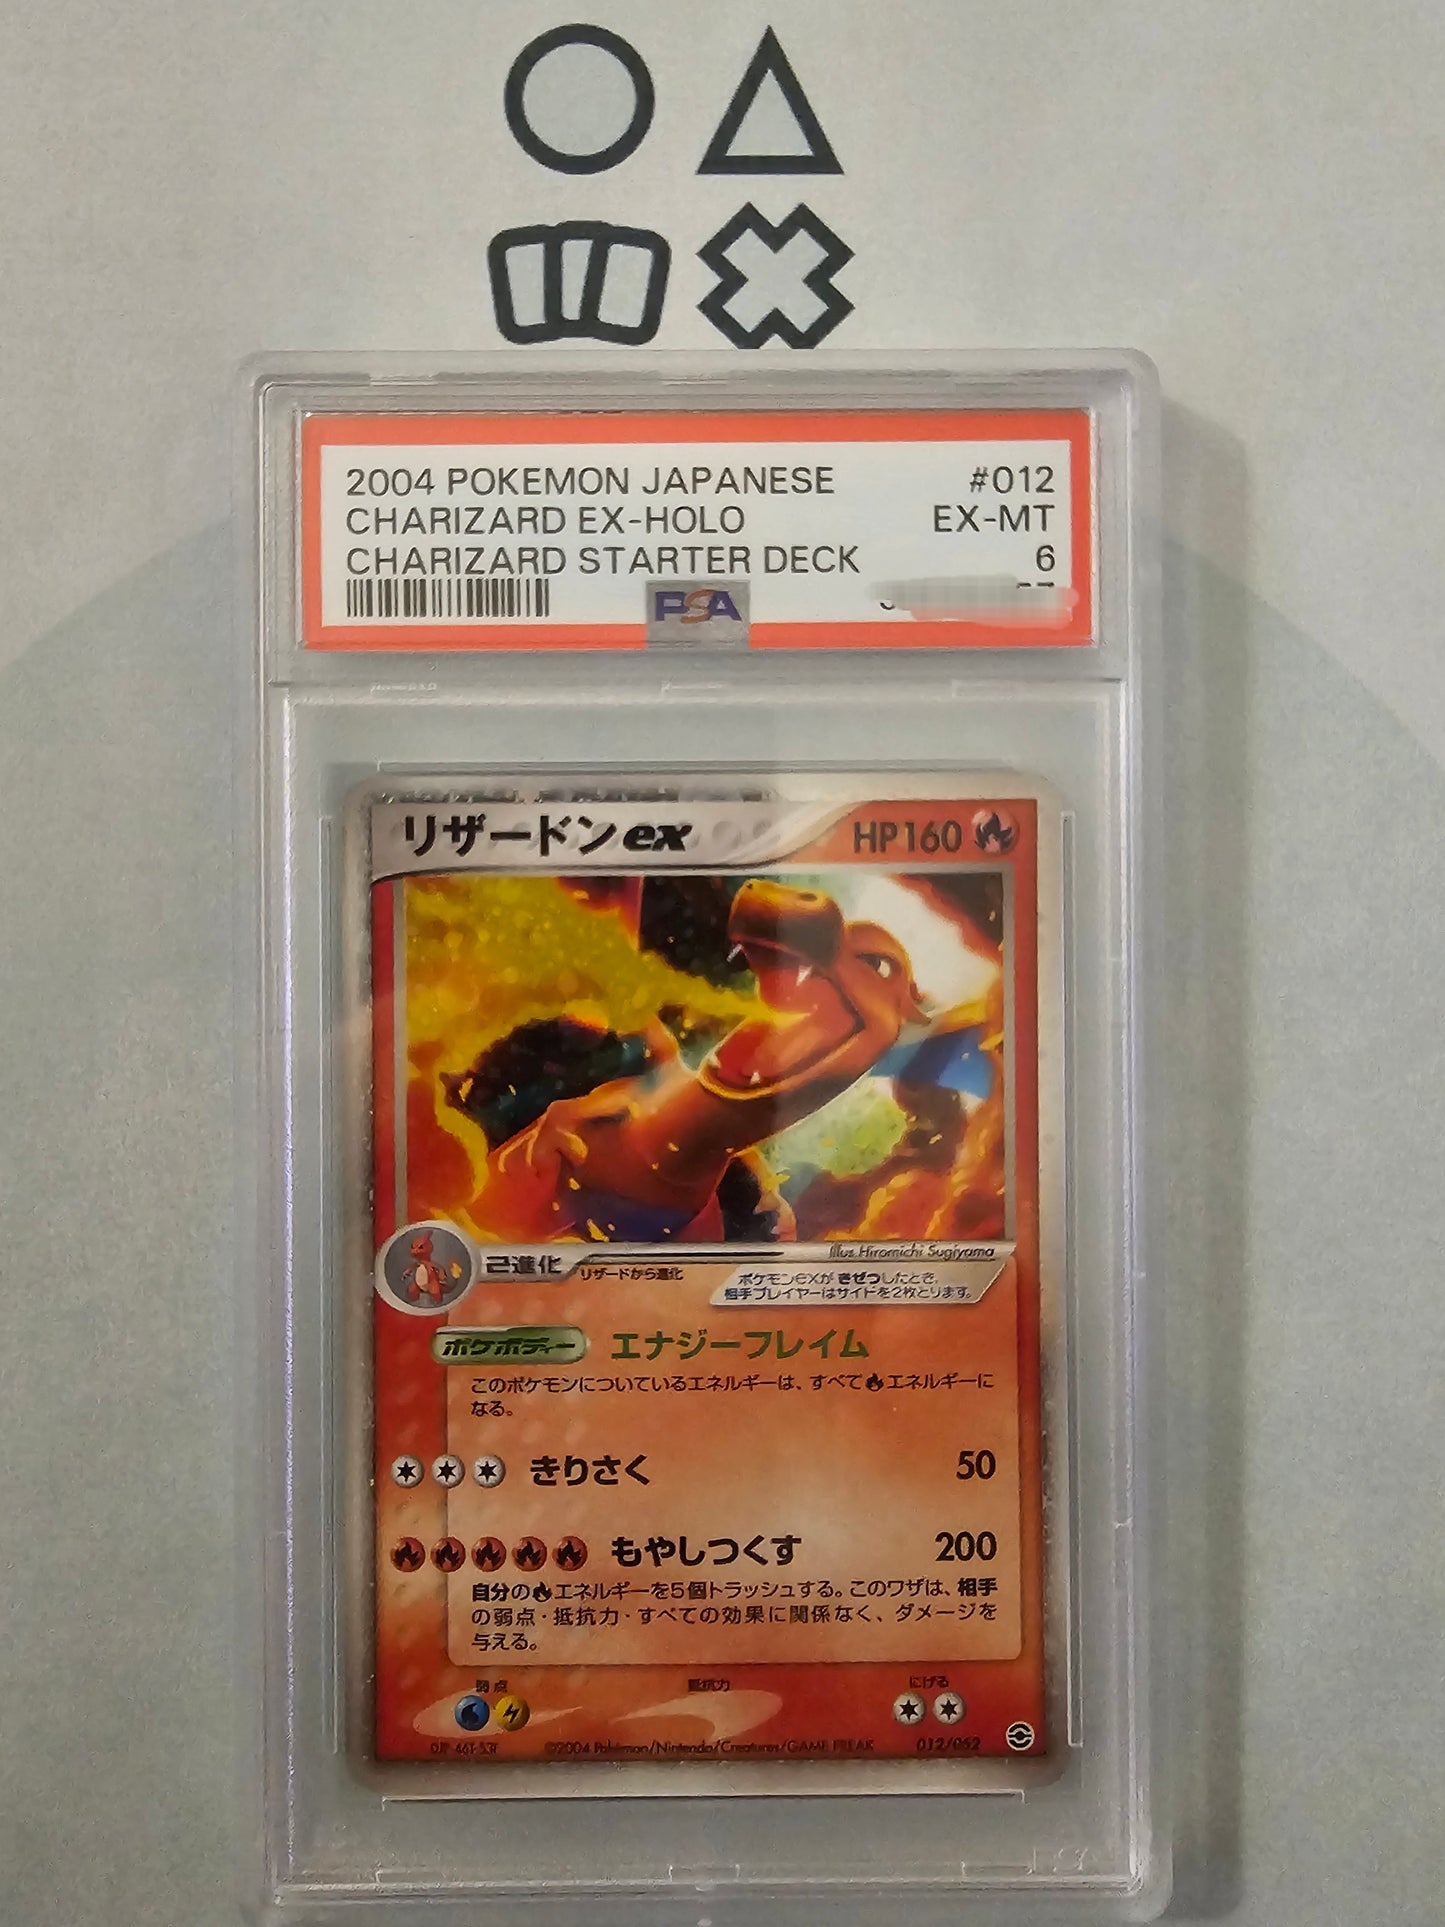 2004 POKEMON JAPANESE #012
CHARIZARD EX-HOLO EX-MT
CHARIZARD STARTER DECK 6
PSA
リザードンex HP160
Illus. Hiromichi Sugiyama
2進化
リザードから進化
ポケモンexがきぜつしたとき、
相手プレイヤーはサイドを2枚とります。
ポケボディー エナジーフレイム
このポケモンについているエネルギーは、すべてエネルギーに
なる。
きりさく 50
もやしつくす 200
自分のエネルギーを5個トラッシュする。このワザは、相手
の弱点・抵抗力・すべての効果に関係なく、ダメージを
与える。
弱点 抵抗力 にげる
©2004 Pokémon/Nintendo/Creatures/GAME FREAK 012/052